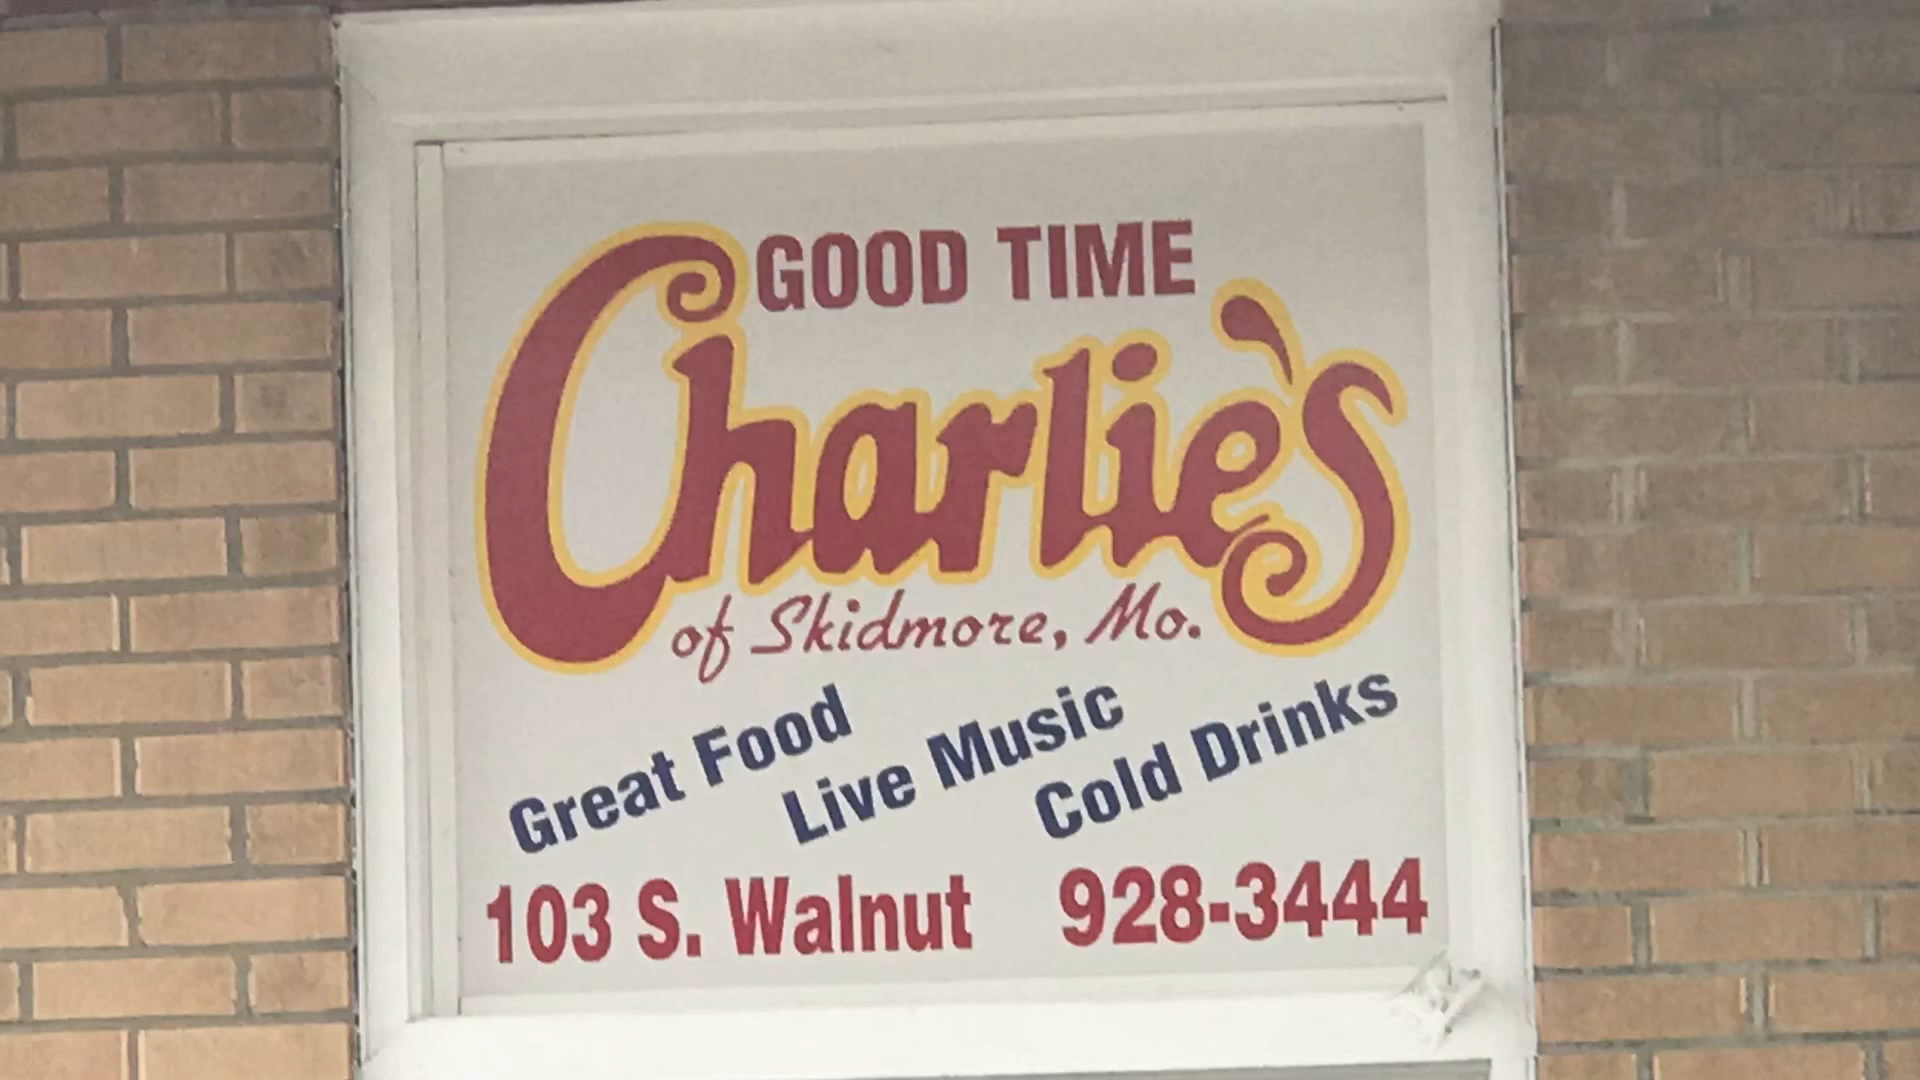 GOOD TIME
Charlie's
of Skidmore, Mo.
Great Food
Live Music
Cold Drinks
103 S. Walnut 928-3444